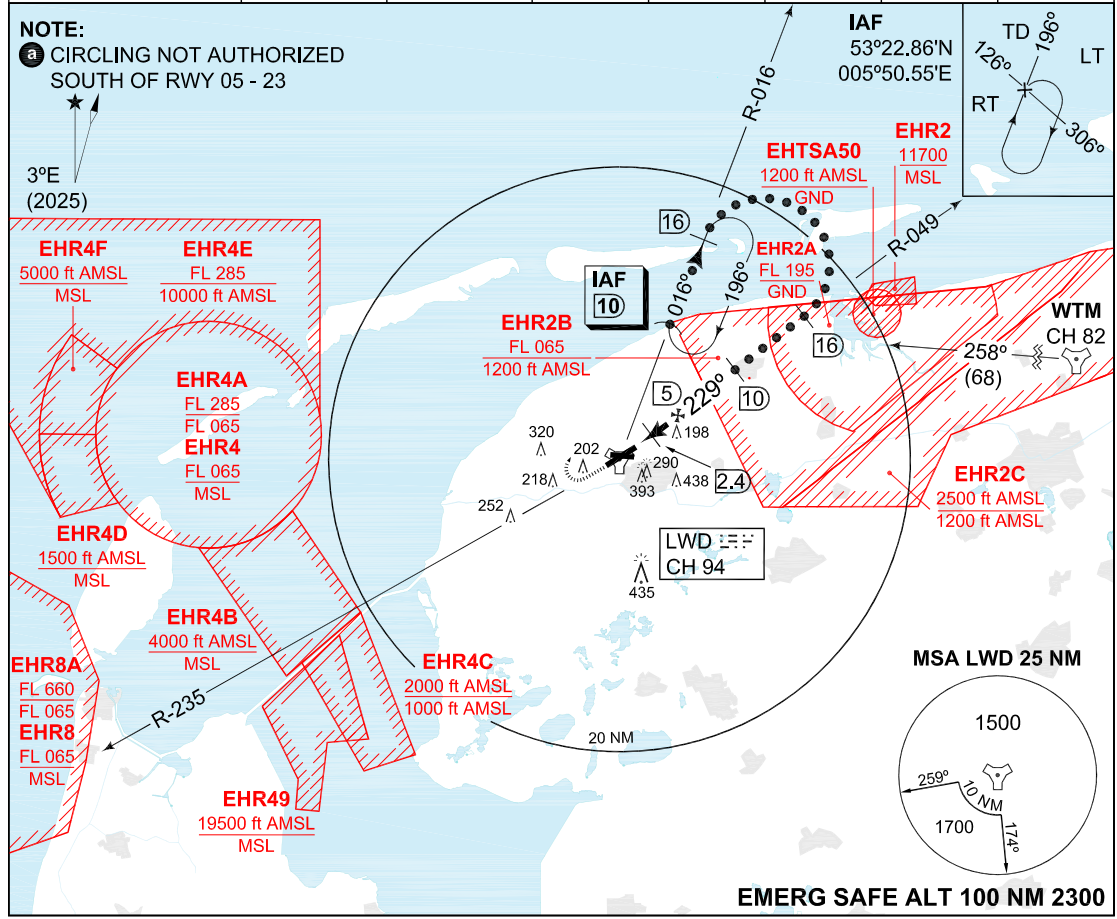 NOTE:
a CIRCLING NOT AUTHORIZED
SOUTH OF RWY 05 - 23
3ºE
(2025)
IAF
53º22.86'N
005º50.55'E
TD
196º
LT
126º
RT
306º
R-016
EHTSA50
1200 ft AMSL
GND
EHR2
11700
MSL
R-049
EHR4F
5000 ft AMSL
MSL
EHR4E
FL 285
10000 ft AMSL
16
EHR2A
FL 195
GND
IAF
10
016º
196º
EHR2B
FL 065
1200 ft AMSL
WTM
CH 82
258º
(68)
16
10
EHR4A
FL 285
FL 065
EHR4
FL 065
MSL
5
229º
320
202
198
218
290
393
438
2.4
252
EHR2C
2500 ft AMSL
1200 ft AMSL
EHR4D
1500 ft AMSL
MSL
LWD
CH 94
435
EHR4B
4000 ft AMSL
MSL
EHR8A
FL 660
FL 065
EHR8
FL 065
MSL
R-235
EHR4C
2000 ft AMSL
1000 ft AMSL
20 NM
EHR49
19500 ft AMSL
MSL
MSA LWD 25 NM
1500
259º
10 NM
1700
174º
EMERG SAFE ALT 100 NM 2300